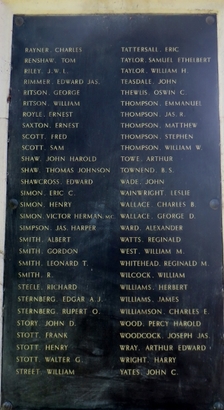 RAYNER, CHARLES
RENSHAW, TOM
RILEY, J.W.L.
RIMMER, EDWARD JAS.
RITSON, GEORGE
RITSON, WILLIAM
ROYLE, ERNEST
SAXTON, ERNEST
SCOTT, FRED
SCOTT, SAM
SHAW, JOHN HAROLD
SHAW, THOMAS JOHNSON
SHAWCROSS, EDWARD
SIMON, ERIC C.
SIMON, HENRY
SIMON, VICTOR HERMAN, MC
SIMPSON, JAS. HARPER
SMITH, ALBERT
SMITH, GORDON
SMITH, LEONARD T.
SMITH, R.
STEELE, RICHARD
STERNBERG, EDGAR A.J.
STERNBERG, RUPERT O.
STORY, JOHN D.
STOTT, FRANK
STOTT, HENRY
STOTT, WALTER G.
STREET, WILLIAM
TATTERSALL, ERIC
TAYLOR, SAMUEL ETHELBERT
TAYLOR, WILLIAM H.
TEASDALE, JOHN
THEWLIS, OSWIN C.
THOMPSON, EMMANUEL
THOMPSON, JAS. R.
THOMPSON, MATTHEW
THOMPSON, STEPHEN
THOMPSON, WILLIAM W.
TOWE, ARTHUR
TOWNEND, B.S.
WADE, JOHN
WAINWRIGHT, LESLIE
WALLACE, CHARLES B.
WALLACE, GEORGE D.
WARD, ALEXANDER
WATTS, REGINALD
WEST, WILLIAM M.
WHITEHEAD, REGINALD M.
WILCOCK, WILLIAM
WILLIAMS, HERBERT
WILLIAMS, JAMES
WILLIAMSON, CHARLES E.
WOOD, PERCY HAROLD
WOODCOCK, JOSEPH JAS.
WRAY, ARTHUR EDWARD
WRIGHT, HARRY
YATES, JOHN C.